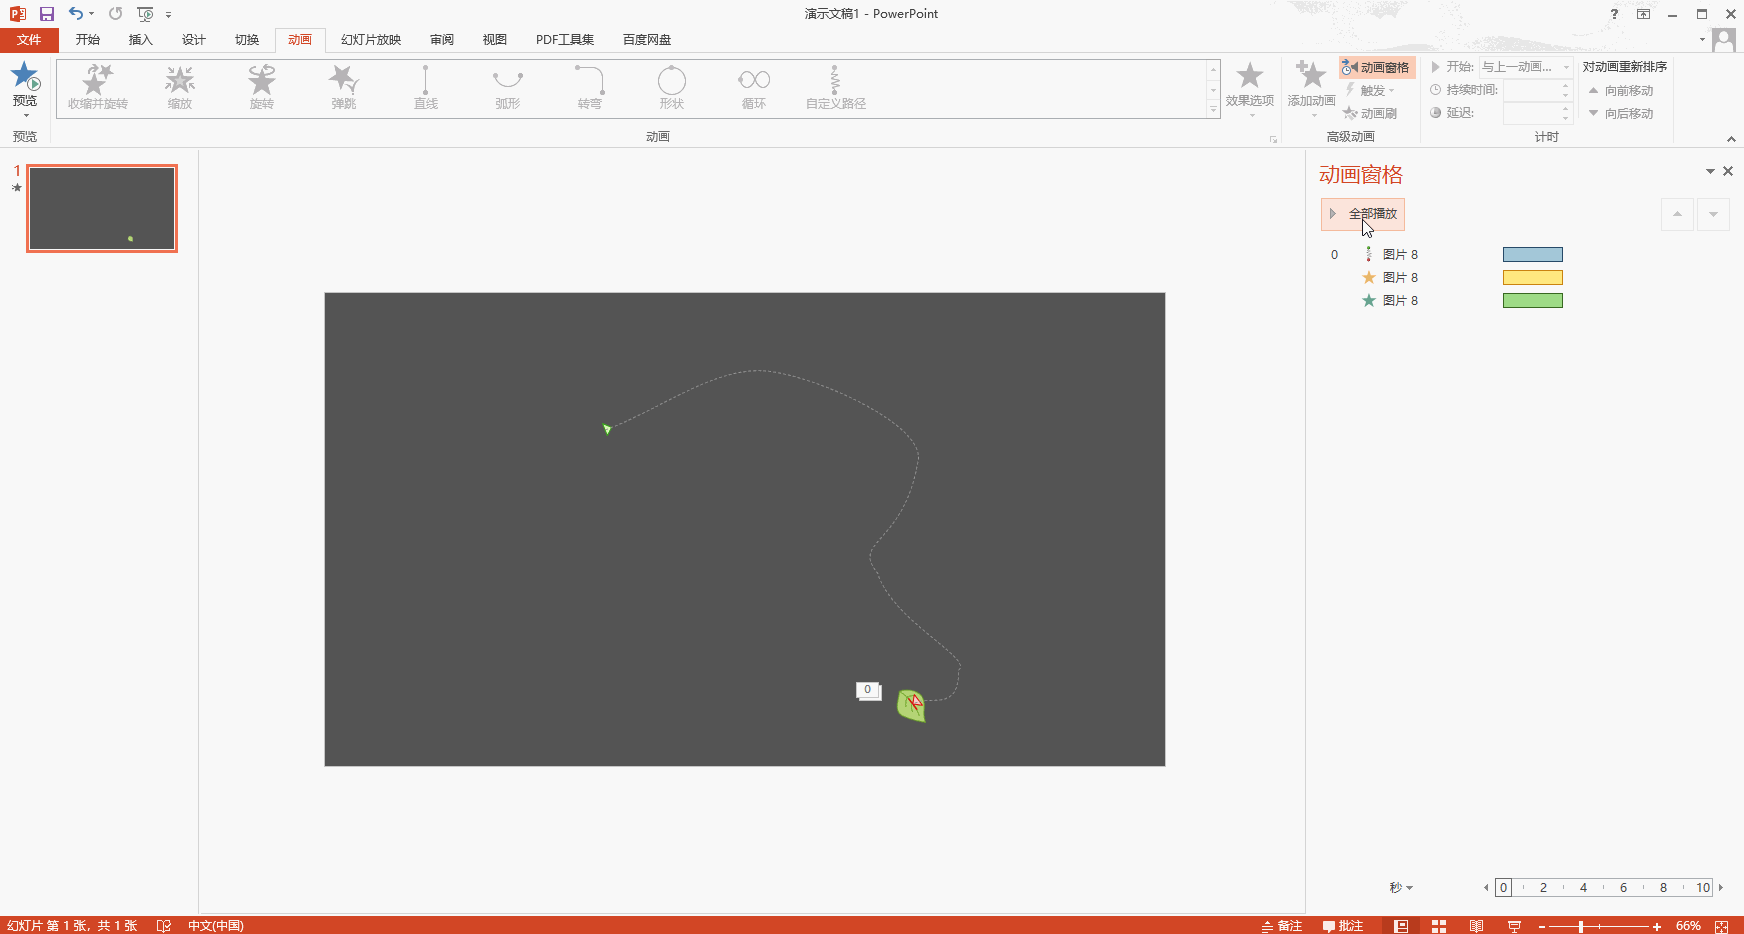 演示文稿1 - PowerPoint
?
文件 开始 插入 设计 切换 动画 幻灯片放映 审阅 视图 PDF工具集 百度网盘
预览
收缩并旋转 缩放 旋转 弹跳 直线 弧形 转弯 形状 循环 自定义路径
效果选项
添加动画
动画窗格
触发
动画刷
开始: 与上一动画...
持续时间:
延迟:
对动画重新排序
向前移动
向后移动
预览 动画 高级动画 计时
1
动画窗格
全部播放
0 图片 8
图片 8
图片 8
0
秒 0 2 4 6 8 10
幻灯片 第 1 张，共 1 张 中文(中国) 备注 批注 66%